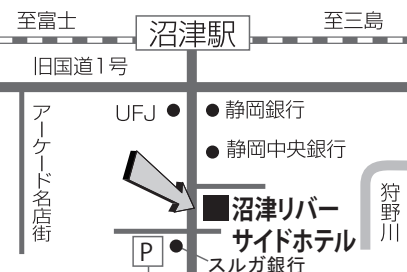 至富士
沼津駅
至三島
旧国道1号
UFJ
静岡銀行
静岡中央銀行
アーケード名店街
狩野川
沼津リバー
サイドホテル
P
スルガ銀行